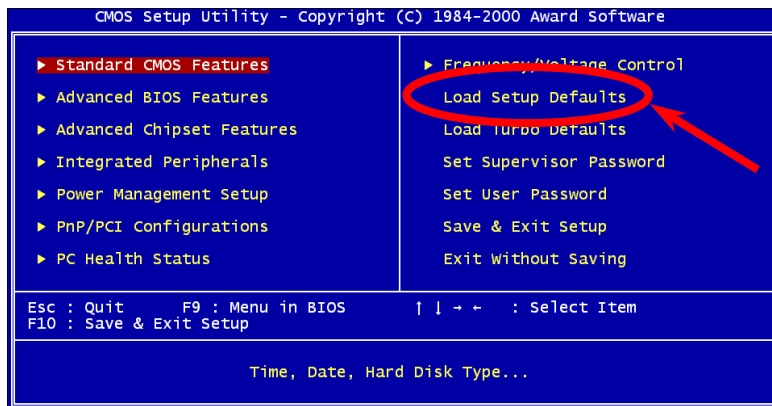 CMOS Setup Utility - Copyright (C) 1984-2000 Award Software
▶ Standard CMOS Features
▶ Advanced BIOS Features
▶ Advanced Chipset Features
▶ Integrated Peripherals
▶ Power Management Setup
▶ PnP/PCI Configurations
▶ PC Health Status
▶ Frequency/Voltage Control
Load Setup Defaults
Load Turbo Defaults
Set Supervisor Password
Set User Password
Save & Exit Setup
Exit Without Saving
Esc : Quit F9 : Menu in BIOS ↑ ↓ → ← : Select Item
F10 : Save & Exit Setup
Time, Date, Hard Disk Type...